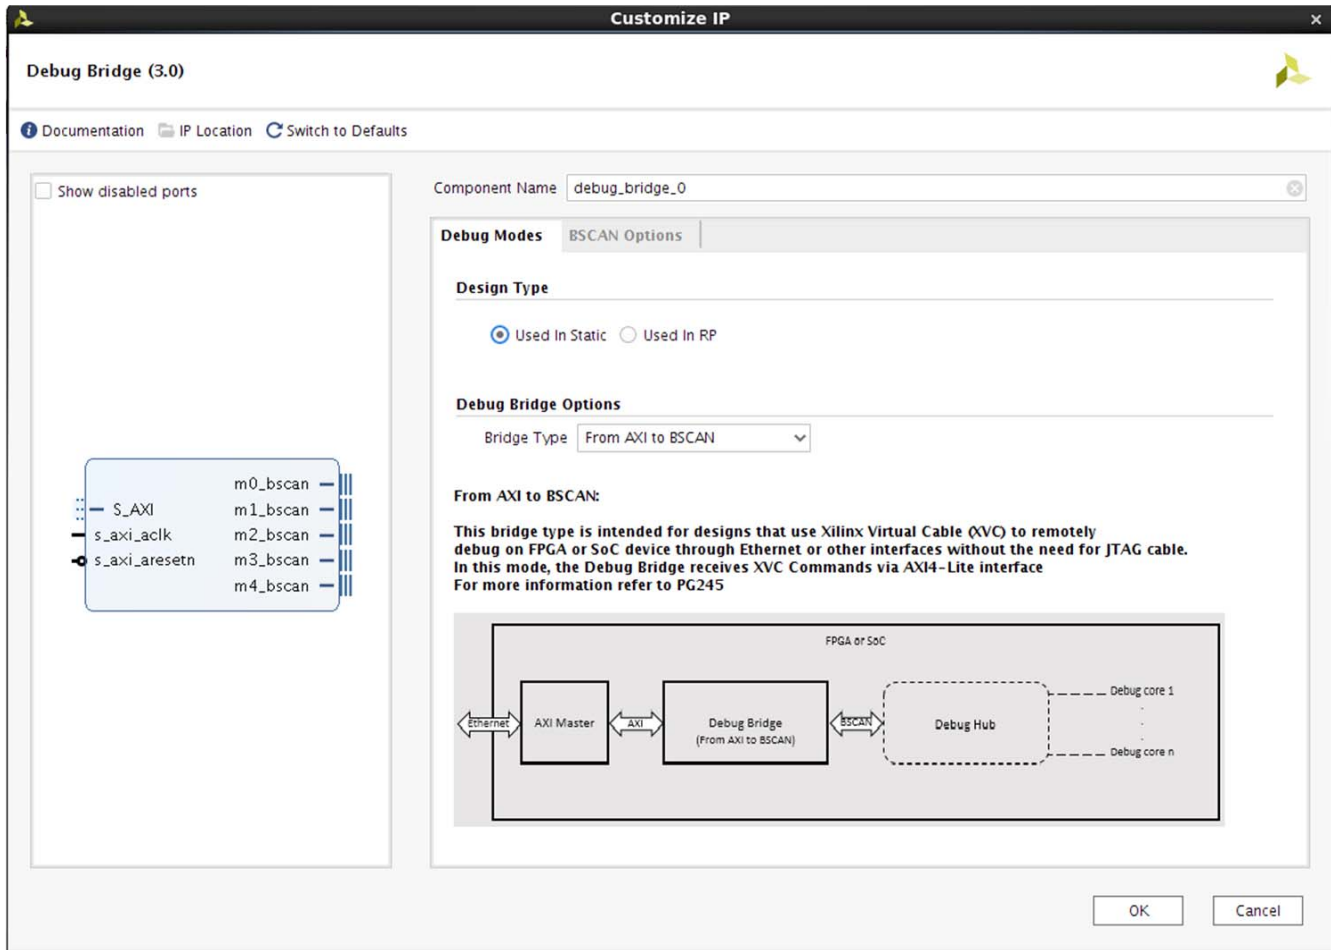 Customize IP
Debug Bridge (3.0)
Documentation IP Location Switch to Defaults
Show disabled ports
S_AXI
s_axi_aclk
s_axi_aresetn
m0_bscan
m1_bscan
m2_bscan
m3_bscan
m4_bscan
Component Name debug_bridge_0
Debug Modes BSCAN Options
Design Type
Used In Static Used In RP
Debug Bridge Options
Bridge Type From AXI to BSCAN
From AXI to BSCAN:
This bridge type is intended for designs that use Xilinx Virtual Cable (XVC) to remotely
debug on FPGA or SoC device through Ethernet or other interfaces without the need for JTAG cable.
In this mode, the Debug Bridge receives XVC Commands via AXI4-Lite interface
For more information refer to PG245
FPGA or SoC
Ethernet
AXI Master
AXI
Debug Bridge
(From AXI to BSCAN)
BSCAN
Debug Hub
Debug core 1
Debug core n
OK Cancel